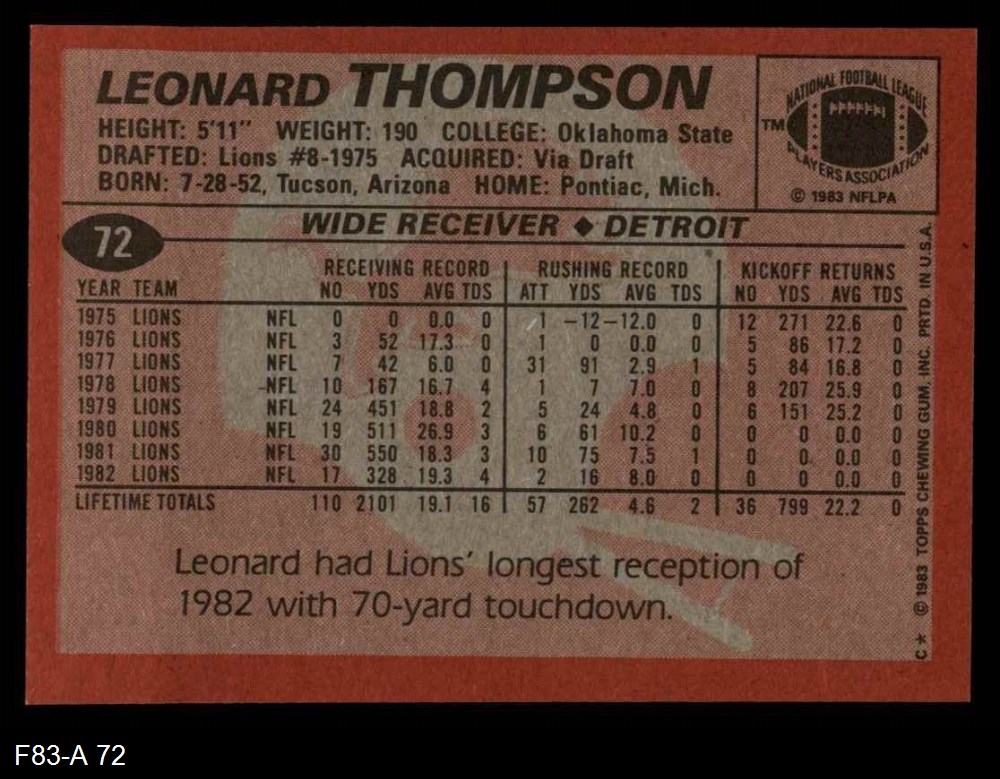 LEONARD THOMPSON
HEIGHT: 5'11" WEIGHT: 190 COLLEGE: Oklahoma State
DRAFTED: Lions #8-1975 ACQUIRED: Via Draft
BORN: 7-28-52, Tucson, Arizona HOME: Pontiac, Mich.
NATIONAL FOOTBALL LEAGUE
TM
PLAYERS ASSOCIATION
© 1983 NFLPA
72
WIDE RECEIVER ♦ DETROIT
RECEIVING RECORD RUSHING RECORD KICKOFF RETURNS
YEAR TEAM NO YDS AVG TDS ATT YDS AVG TDS NO YDS AVG TDS
1975 LIONS NFL 0 0 0.0 0 1 -12 -12.0 0 12 271 22.6 0
1976 LIONS NFL 3 52 17.3 0 1 0 0.0 0 5 86 17.2 0
1977 LIONS NFL 7 42 6.0 0 31 91 2.9 1 5 84 16.8 0
1978 LIONS NFL 10 167 16.7 4 1 7 7.0 0 8 207 25.9 0
1979 LIONS NFL 24 451 18.8 2 5 24 4.8 0 6 151 25.2 0
1980 LIONS NFL 19 511 26.9 3 6 61 10.2 0 0 0 0.0 0
1981 LIONS NFL 30 550 18.3 3 10 75 7.5 1 0 0 0.0 0
1982 LIONS NFL 17 328 19.3 4 2 16 8.0 0 0 0 0.0 0
LIFETIME TOTALS 110 2101 19.1 16 57 262 4.6 2 36 799 22.2 0
Leonard had Lions' longest reception of
1982 with 70-yard touchdown.
C* © 1983 TOPPS CHEWING GUM, INC. PRTD. IN U.S.A.
F83-A 72